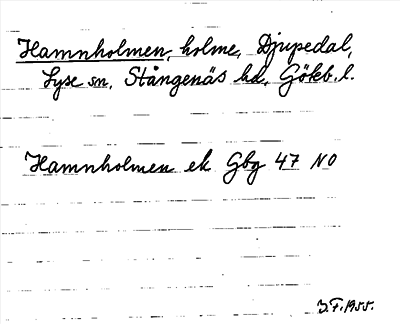 Hamnholmen, holme, Djupedal,
Lyse sn, Stångenäs hd, Göteb. l.
Hamnholmen ek Gbg 47 NO
J.F. 1955.